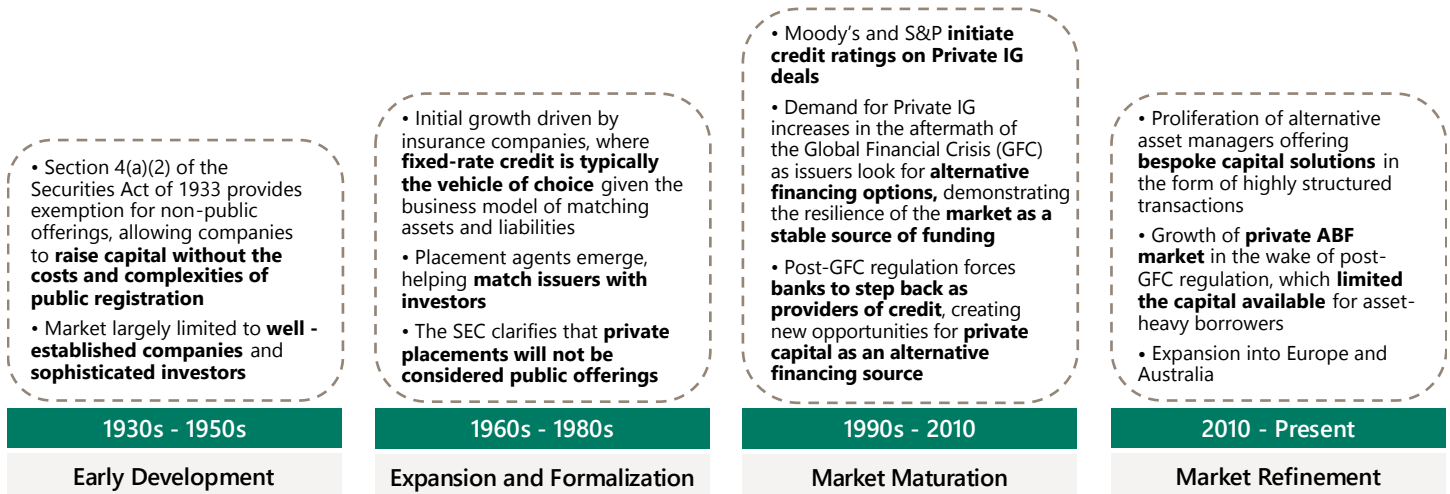 • Section 4(a)(2) of the
Securities Act of 1933 provides
exemption for non-public
offerings, allowing companies
to raise capital without the
costs and complexities of
public registration
• Market largely limited to well -
established companies and
sophisticated investors
1930s - 1950s
Early Development
• Initial growth driven by
insurance companies, where
fixed-rate credit is typically
the vehicle of choice given the
business model of matching
assets and liabilities
• Placement agents emerge,
helping match issuers with
investors
• The SEC clarifies that private
placements will not be
considered public offerings
1960s - 1980s
Expansion and Formalization
• Moody's and S&P initiate
credit ratings on Private IG
deals
• Demand for Private IG
increases in the aftermath of
the Global Financial Crisis (GFC)
as issuers look for alternative
financing options, demonstrating
the resilience of the market as a
stable source of funding
• Post-GFC regulation forces
banks to step back as
providers of credit, creating
new opportunities for private
capital as an alternative
financing source
1990s - 2010
Market Maturation
• Proliferation of alternative
asset managers offering
bespoke capital solutions in
the form of highly structured
transactions
• Growth of private ABF
market in the wake of post-
GFC regulation, which limited
the capital available for asset-
heavy borrowers
• Expansion into Europe and
Australia
2010 - Present
Market Refinement